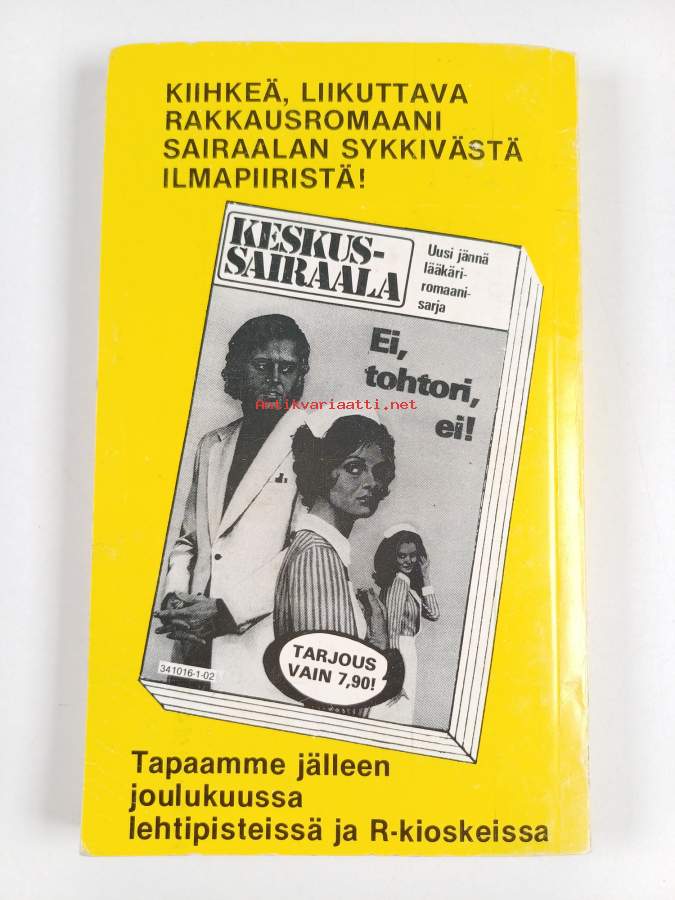 KIIHKEÄ, LIIKUTTAVA
RAKKAUSROMAANI
SAIRAALAN SYKKIVÄSTÄ
ILMAPIIRISTÄ!
KESKUS-
SAIRAALA
Uusi jännä
lääkäri-
romaani-
sarja
Ei,
tohtori,
ei!
Antikvariaatti.net
J.
TARJOUS
VAIN 7,90!
341016-1-02
Tapaamme jälleen
joulukuussa
lehtipisteissä ja R-kioskeissa